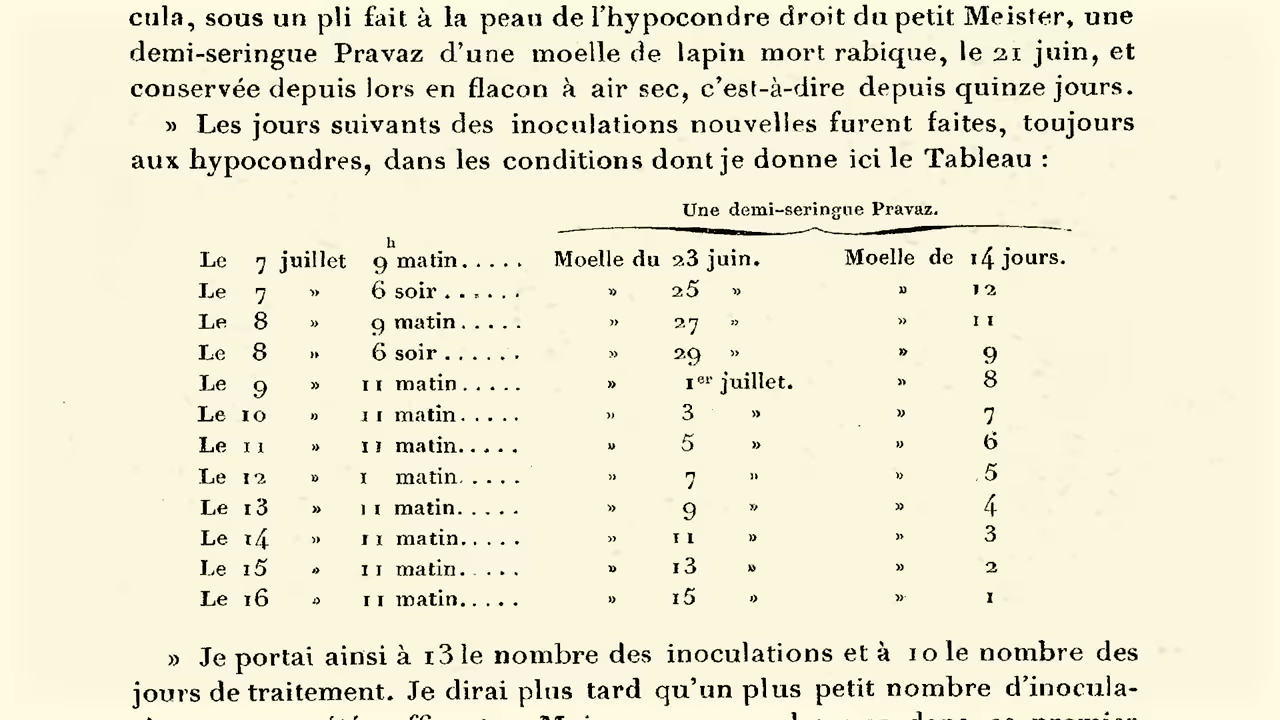 cula, sous un pli fait à la peau de l'hypocondre droit du petit Meister, une
demi-seringue Pravaz d'une moelle de lapin mort rabique, le 21 juin, et
conservée depuis lors en flacon à air sec, c'est-à-dire depuis quinze jours.
» Les jours suivants des inoculations nouvelles furent faites, toujours
aux hypocondres, dans les conditions dont je donne ici le Tableau :
Une demi-seringue Pravaz.
h
Le 7 juillet 9 matin..... Moelle du 23 juin. Moelle de 14 jours.
Le 7 » 6 soir...... » 25 » » 12
Le 8 » 9 matin..... » 27 » » 11
Le 8 » 6 soir...... » 29 » » 9
Le 9 » 11 matin..... » 1er juillet. » 8
Le 10 » 11 matin..... » 3 » » 7
Le 11 » 11 matin..... » 5 » » 6
Le 12 » 1 matin..... » 7 » » 5
Le 13 » 11 matin..... » 9 » » 4
Le 14 » 11 matin..... » 11 » » 3
Le 15 » 11 matin..... » 13 » » 2
Le 16 » 11 matin..... » 15 » » 1
» Je portai ainsi à 13 le nombre des inoculations et à 10 le nombre des
jours de traitement. Je dirai plus tard qu'un plus petit nombre d'inocula-